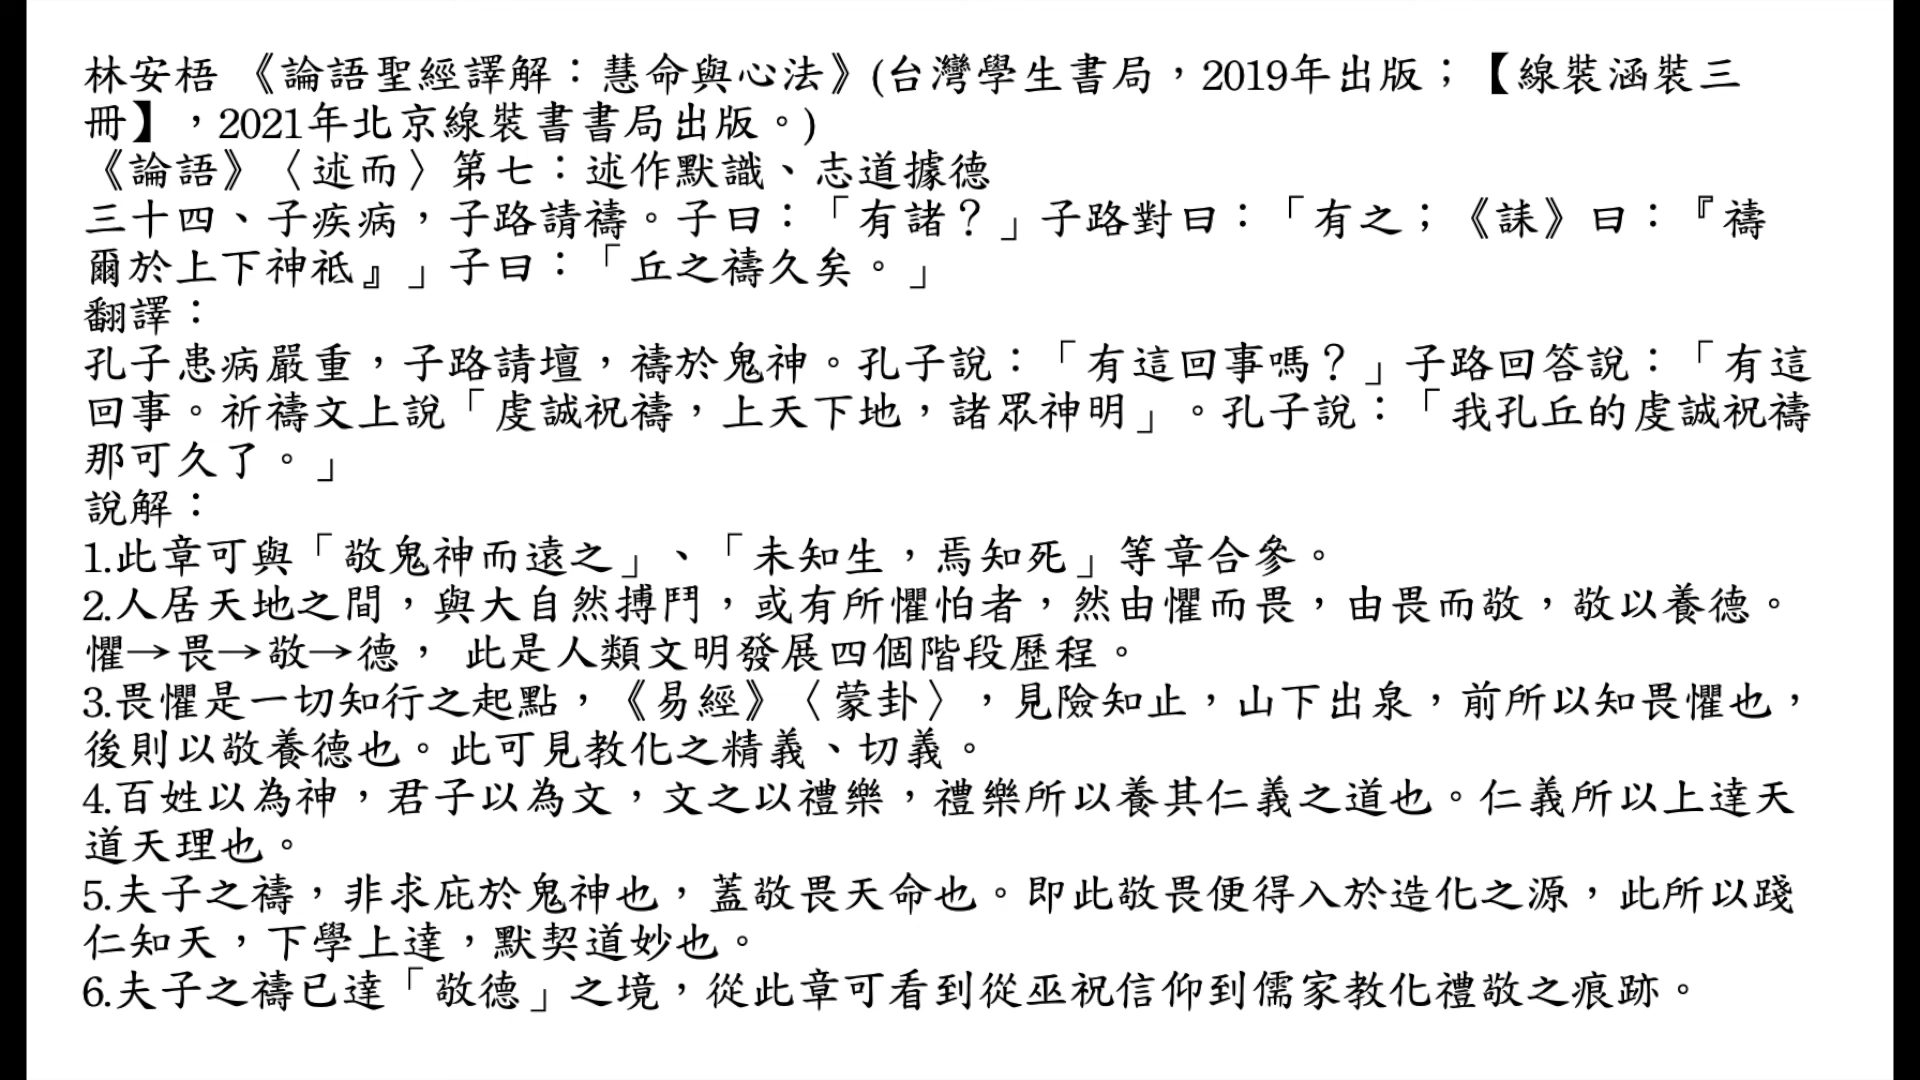 林安梧 《論語聖經譯解：慧命與心法》(台灣學生書局，2019年出版；【線裝涵裝三
冊】，2021年北京線裝書書局出版。)
《論語》〈述而〉第七：述作默識、志道據德
三十四、子疾病，子路請禱。子曰：「有諸？」子路對曰：「有之；《誄》曰：『禱
爾於上下神祗』」子曰：「丘之禱久矣。」
翻譯：
孔子患病嚴重，子路請壇，禱於鬼神。孔子說：「有這回事嗎？」子路回答說：「有這
回事。祈禱文上說「虔誠祝禱，上天下地，諸眾神明」。孔子說：「我孔丘的虔誠祝禱
那可久了。」
說解：
1.此章可與「敬鬼神而遠之」、「未知生，焉知死」等章合參。
2.人居天地之間，與大自然搏鬥，或有所懼怕者，然由懼而畏，由畏而敬，敬以養德。
懼→畏→敬→德， 此是人類文明發展四個階段歷程。
3.畏懼是一切知行之起點，《易經》〈蒙卦〉，見險知止，山下出泉，前所以知畏懼也，
後則以敬養德也。此可見教化之精義、切義。
4.百姓以為神，君子以為文，文之以禮樂，禮樂所以養其仁義之道也。仁義所以上達天
道天理也。
5.夫子之禱，非求庇於鬼神也，蓋敬畏天命也。即此敬畏便得入於造化之源，此所以踐
仁知天，下學上達，默契道妙也。
6.夫子之禱已達「敬德」之境，從此章可看到從巫祝信仰到儒家教化禮敬之痕跡。